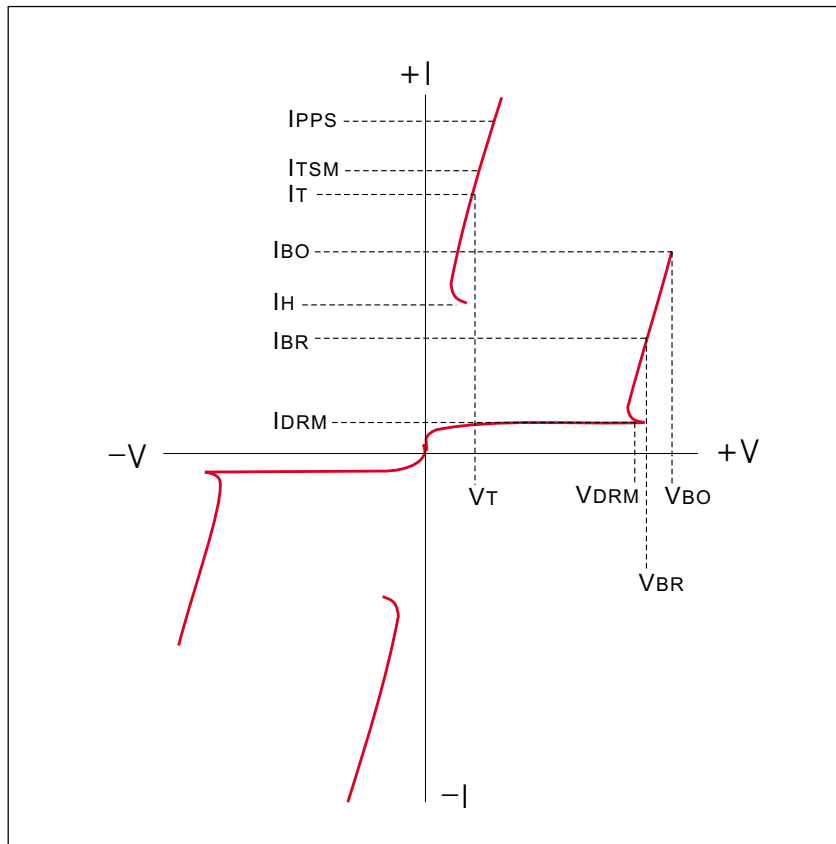 +I
IPPS
ITSM
IT
IBO
IH
IBR
IDRM
−V
+V
VT
VDRM
VBO
VBR
−I